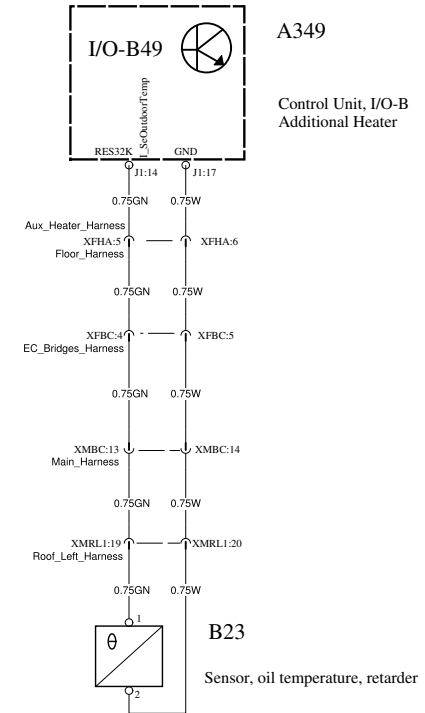 A349
I/O-B49
I_SeOutdoorTemp
Control Unit, I/O-B
Additional Heater
RES32K GND
J1:14 J1:17
0.75GN 0.75W
Aux_Heater_Harness
XFHA:5 XFHA:6
Floor_Harness
0.75GN 0.75W
XFBC:4 XFBC:5
EC_Bridges_Harness
0.75GN 0.75W
XMBC:13 XMBC:14
Main_Harness
0.75GN 0.75W
XMRL1:19 XMRL1:20
Roof_Left_Harness
0.75GN 0.75W
1
θ
B23
Sensor, oil temperature, retarder
2